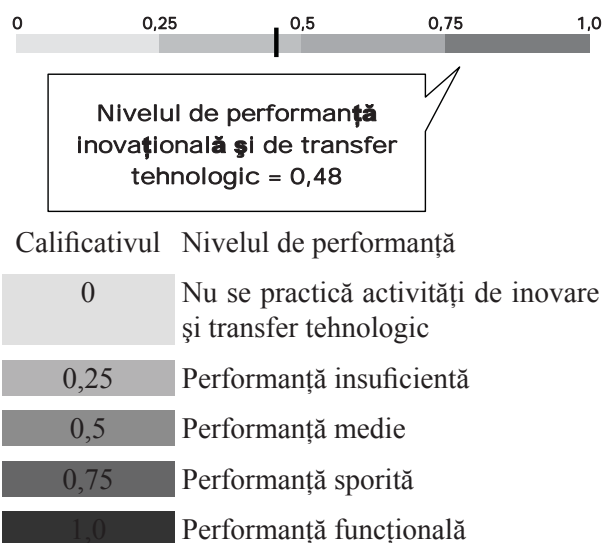 0 0,25 0,5 0,75 1,0
Nivelul de performanță
inovațională și de transfer
tehnologic = 0,48
Calificativul Nivelul de performanță
0 Nu se practică activități de inovare
și transfer tehnologic
0,25 Performanță insuficientă
0,5 Performanță medie
0,75 Performanță sporită
1,0 Performanță funcțională